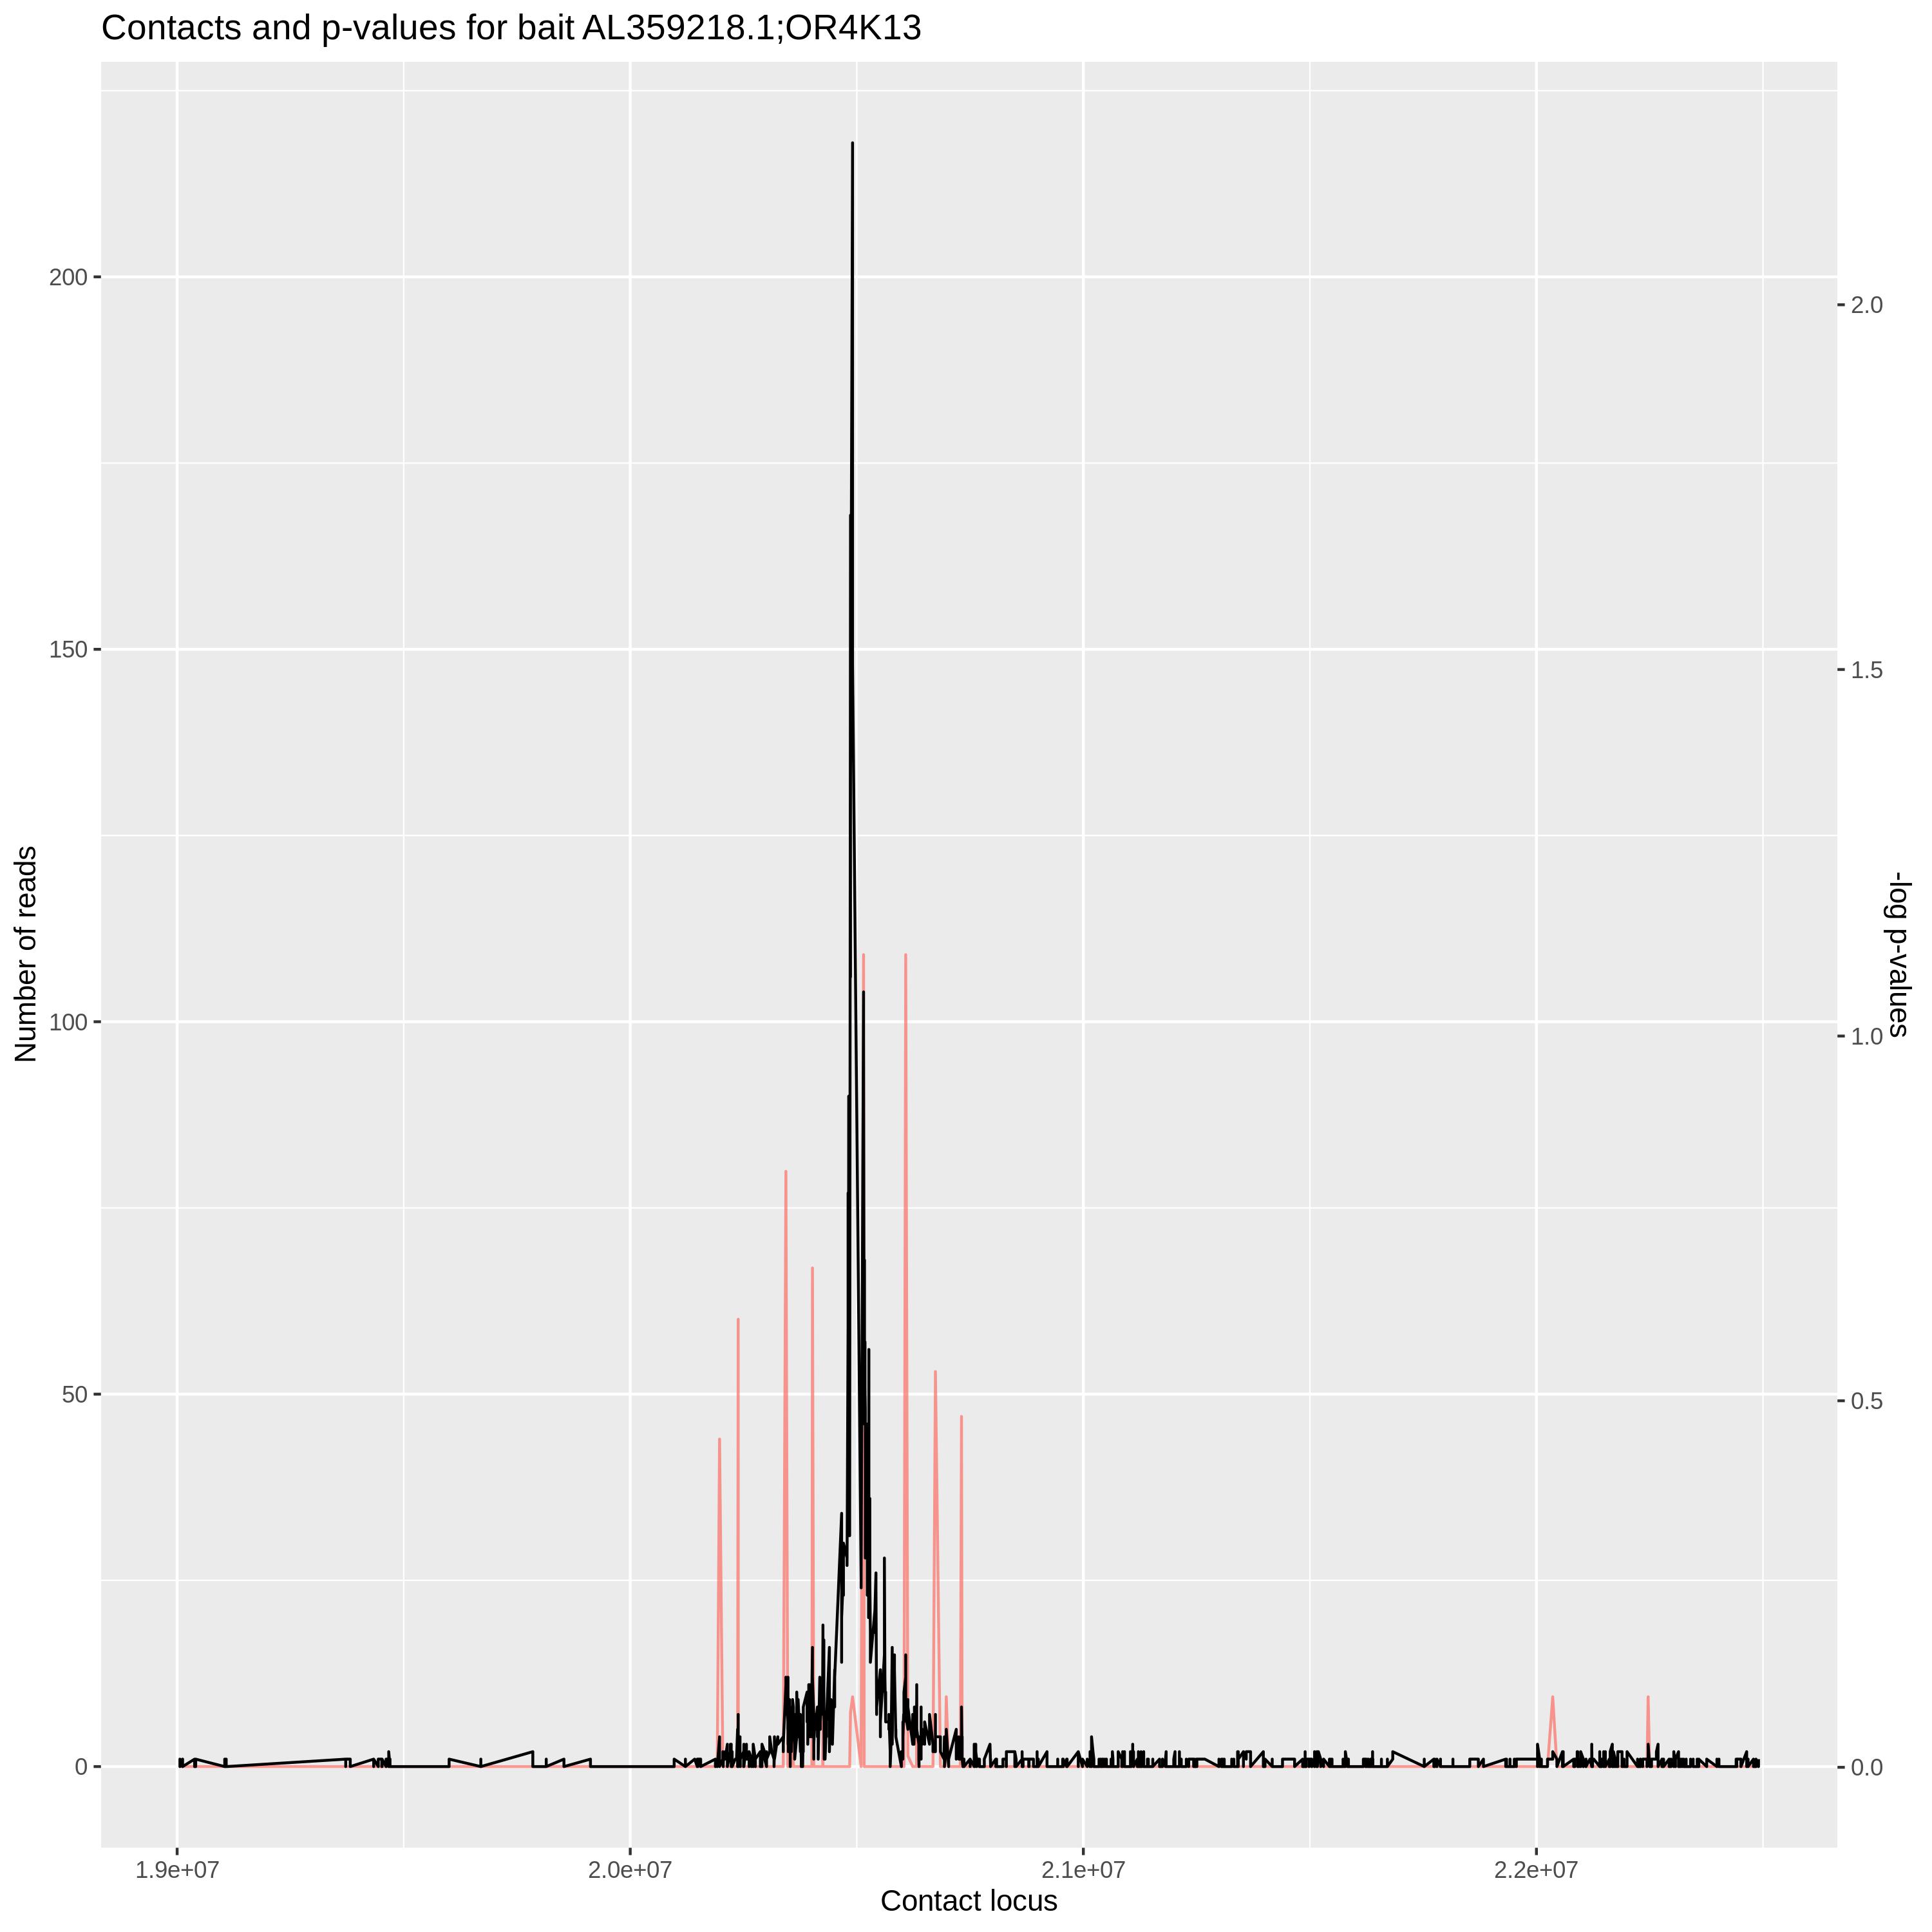 Contacts and p-values for bait AL359218.1;OR4K13
Number of reads
200
150
100
50
0
2.0
1.5
1.0
0.5
0.0
-log p-values
1.9e+07
2.0e+07
2.1e+07
2.2e+07
Contact locus